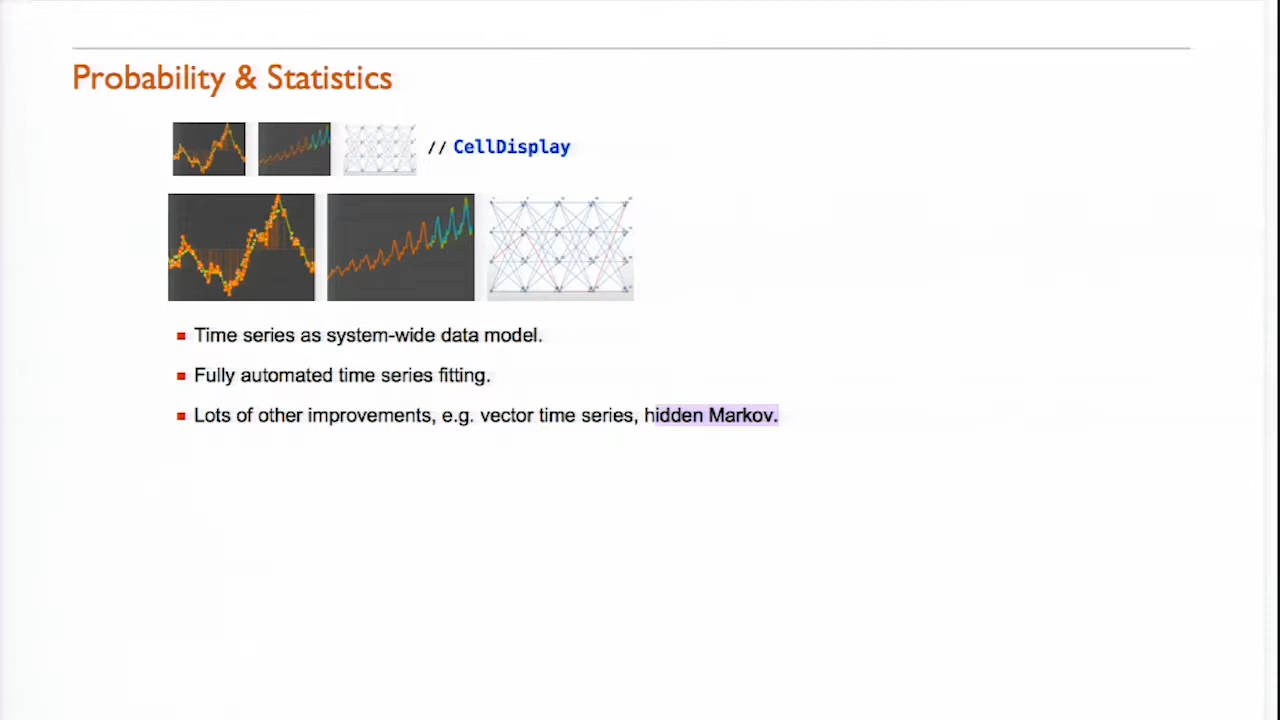 Probability & Statistics
// CellDisplay
Time series as system-wide data model.
Fully automated time series fitting.
Lots of other improvements, e.g. vector time series, hidden Markov.